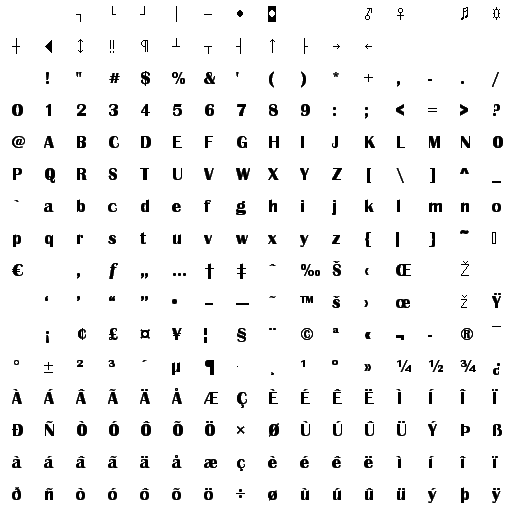 ┐ └ ┘ │ ─ • ◘ ♂ ♀ ♬ ☼
┼ ◄ ↕ ‼ ¶ ┴ ┬ ┤ ↑ ├ → ←
! " # $ % & ' ( ) * + , - . /
0 1 2 3 4 5 6 7 8 9 : ; < = > ?
@ A B C D E F G H I J K L M N O
P Q R S T U V W X Y Z [ \ ] ^ _
` a b c d e f g h i j k l m n o
p q r s t u v w x y z { | ] ~ ▯
€ ‚ ƒ „ … † ‡ ˆ ‰ Š ‹ Œ Ž
‘ ’ “ ” • – — ˜ ™ š › œ ž Ÿ
¡ ¢ £ ¤ ¥ ¦ § ¨ © ª « ¬ - ® ¯
° ± ² ³ ´ µ ¶ · ¸ ¹ º » ¼ ½ ¾ ¿
À Á Â Ã Ä Å Æ Ç È É Ê Ë Ì Í Î Ï
Ð Ñ Ò Ó Ô Õ Ö × Ø Ù Ú Û Ü Ý Þ ß
à á â ã ä å æ ç è é ê ë ì í î ï
ð ñ ò ó ô õ ö ÷ ø ù ú û ü ý þ ÿ